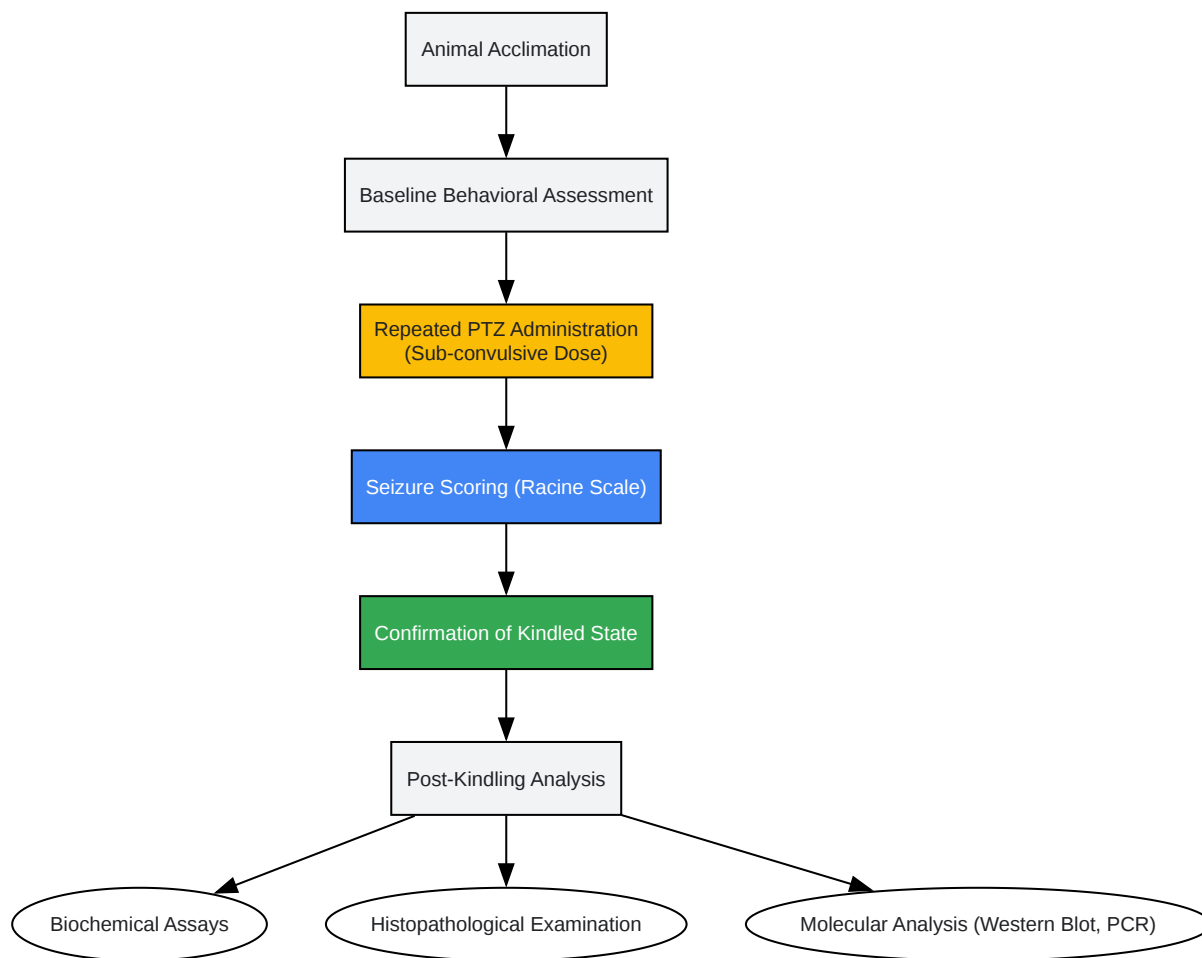 Animal Acclimation
Baseline Behavioral Assessment
Repeated PTZ Administration
(Sub-convulsive Dose)
Seizure Scoring (Racine Scale)
Confirmation of Kindled State
Post-Kindling Analysis
Biochemical Assays
Histopathological Examination
Molecular Analysis (Western Blot, PCR)